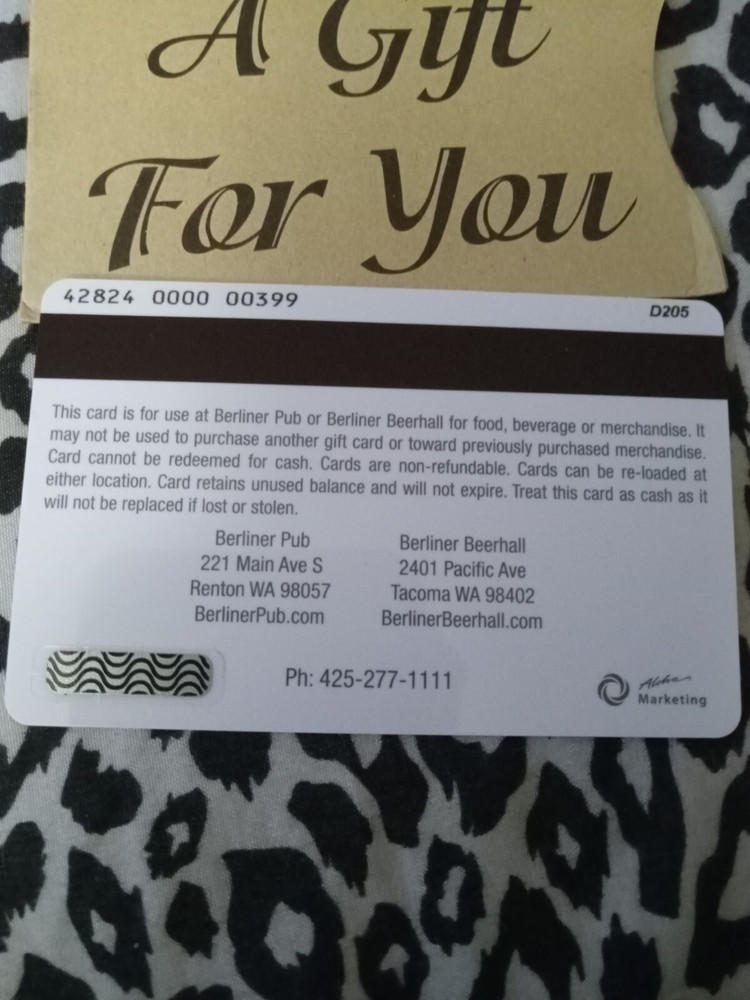 A Gift
For You
42824 0000 00399
D205
This card is for use at Berliner Pub or Berliner Beerhall for food, beverage or merchandise. It
may not be used to purchase another gift card or toward previously purchased merchandise.
Card cannot be redeemed for cash. Cards are non-refundable. Cards can be re-loaded at
either location. Card retains unused balance and will not expire. Treat this card as cash as it
will not be replaced if lost or stolen.
Berliner Pub
221 Main Ave S
Renton WA 98057
BerlinerPub.com
Berliner Beerhall
2401 Pacific Ave
Tacoma WA 98402
BerlinerBeerhall.com
Ph: 425-277-1111
Aloha
Marketing